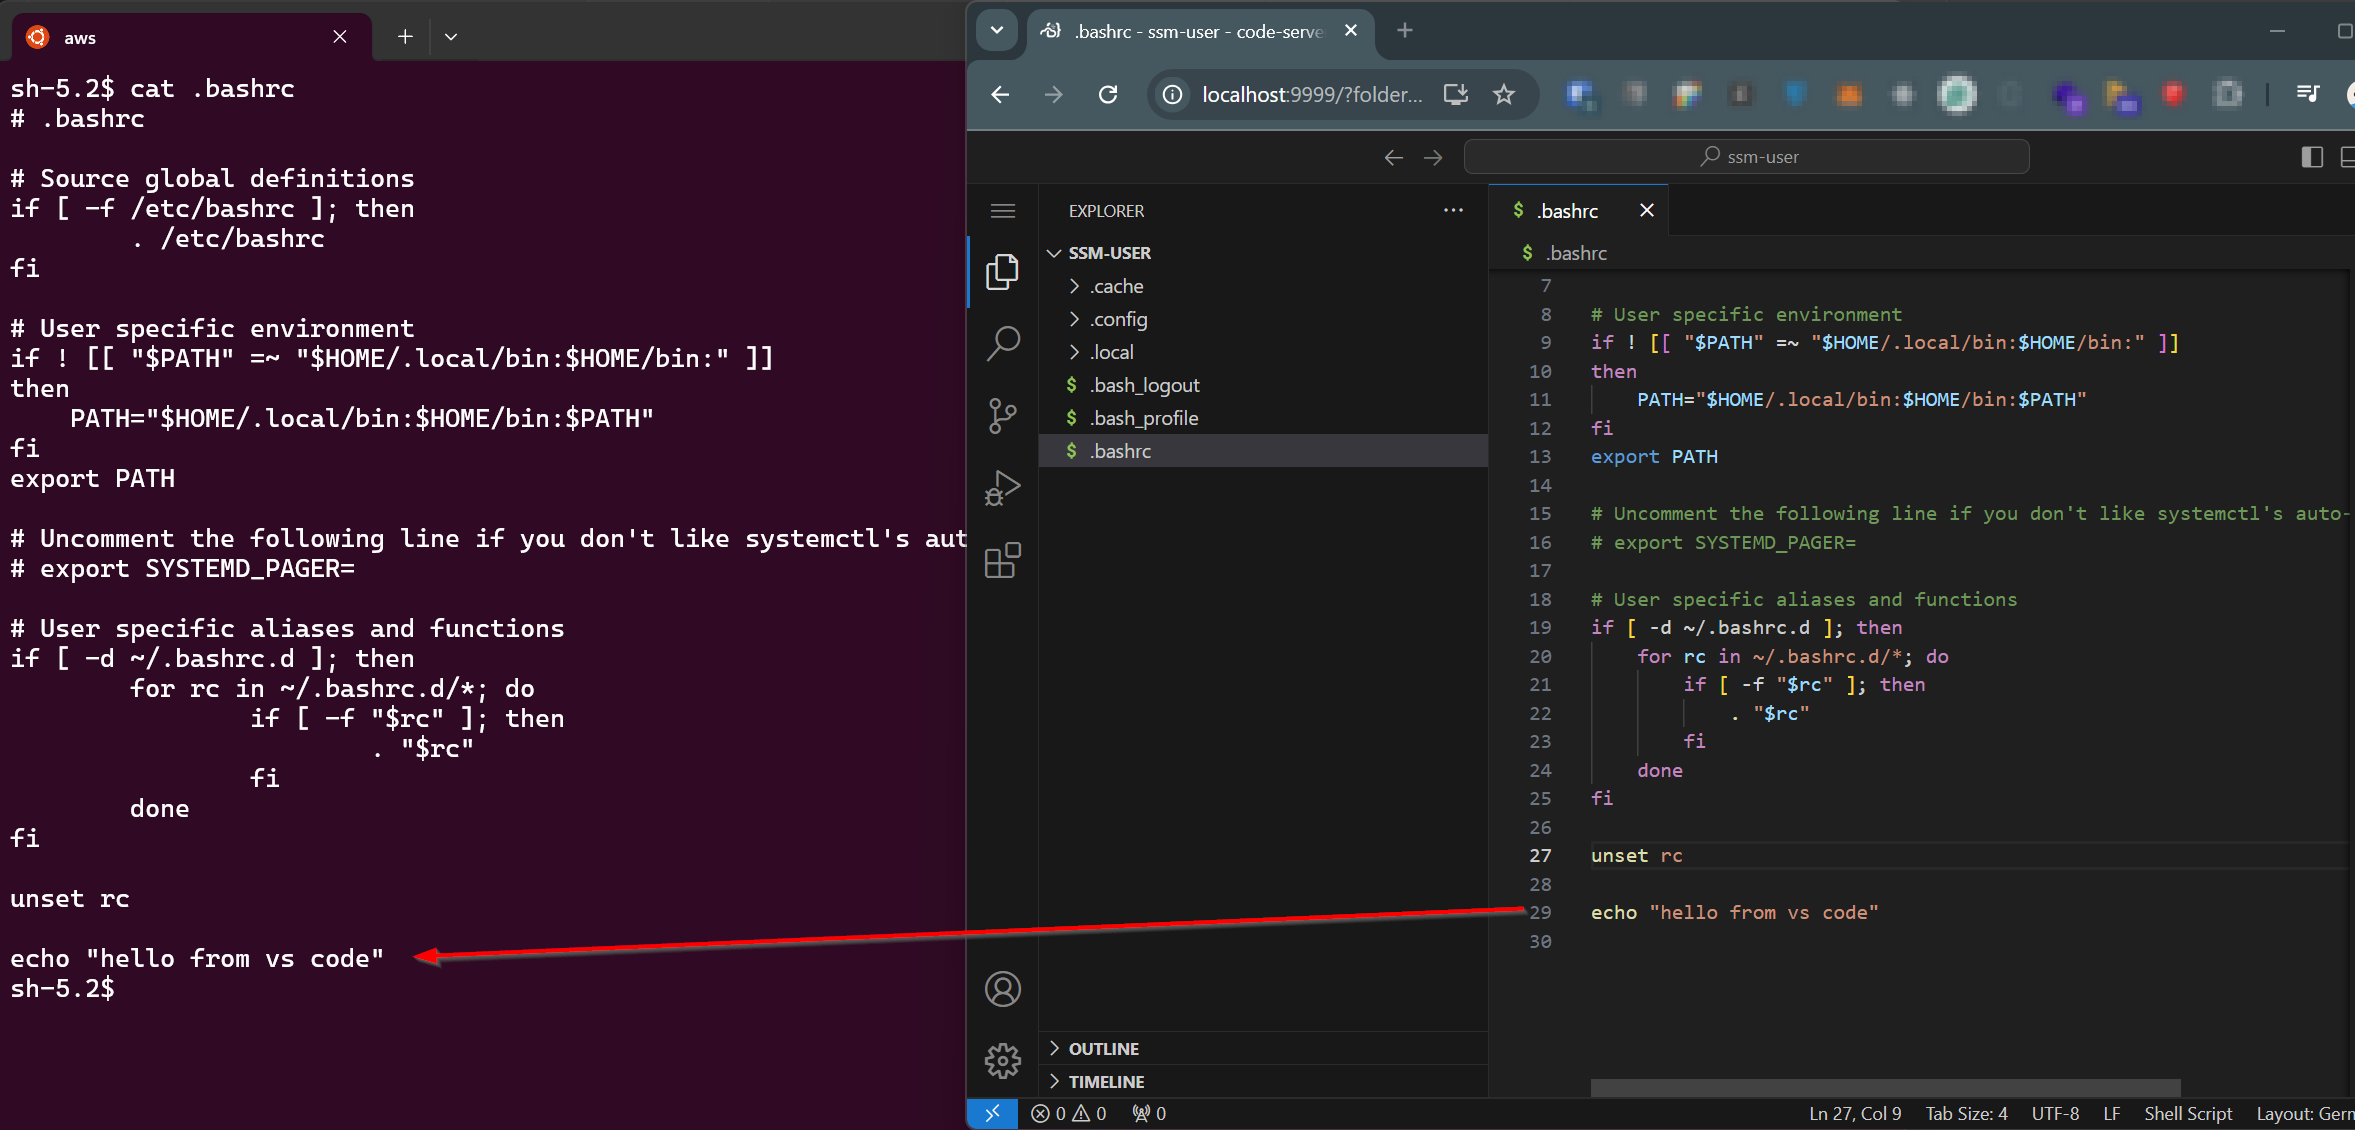 aws
sh-5.2$ cat .bashrc
# .bashrc
# Source global definitions
if [ -f /etc/bashrc ]; then
        . /etc/bashrc
fi
# User specific environment
if ! [[ "$PATH" =~ "$HOME/.local/bin:$HOME/bin:" ]]
then
    PATH="$HOME/.local/bin:$HOME/bin:$PATH"
fi
export PATH
# Uncomment the following line if you don't like systemctl's aut
# export SYSTEMD_PAGER=
# User specific aliases and functions
if [ -d ~/.bashrc.d ]; then
        for rc in ~/.bashrc.d/*; do
                if [ -f "$rc" ]; then
                        . "$rc"
                fi
        done
fi
unset rc
echo "hello from vs code"
sh-5.2$
.bashrc - ssm-user - code-serve
localhost:9999/?folder...
ssm-user
EXPLORER
SSM-USER
.cache
.config
.local
$ .bash_logout
$ .bash_profile
$ .bashrc
OUTLINE
TIMELINE
$ .bashrc
$ .bashrc
7
8 # User specific environment
9 if ! [[ "$PATH" =~ "$HOME/.local/bin:$HOME/bin:" ]]
10 then
11     PATH="$HOME/.local/bin:$HOME/bin:$PATH"
12 fi
13 export PATH
14
15 # Uncomment the following line if you don't like systemctl's auto-
16 # export SYSTEMD_PAGER=
17
18 # User specific aliases and functions
19 if [ -d ~/.bashrc.d ]; then
20     for rc in ~/.bashrc.d/*; do
21         if [ -f "$rc" ]; then
22             . "$rc"
23         fi
24     done
25 fi
26
27 unset rc
28
29 echo "hello from vs code"
30
0 0 0
Ln 27, Col 9 Tab Size: 4 UTF-8 LF Shell Script Layout: Germ